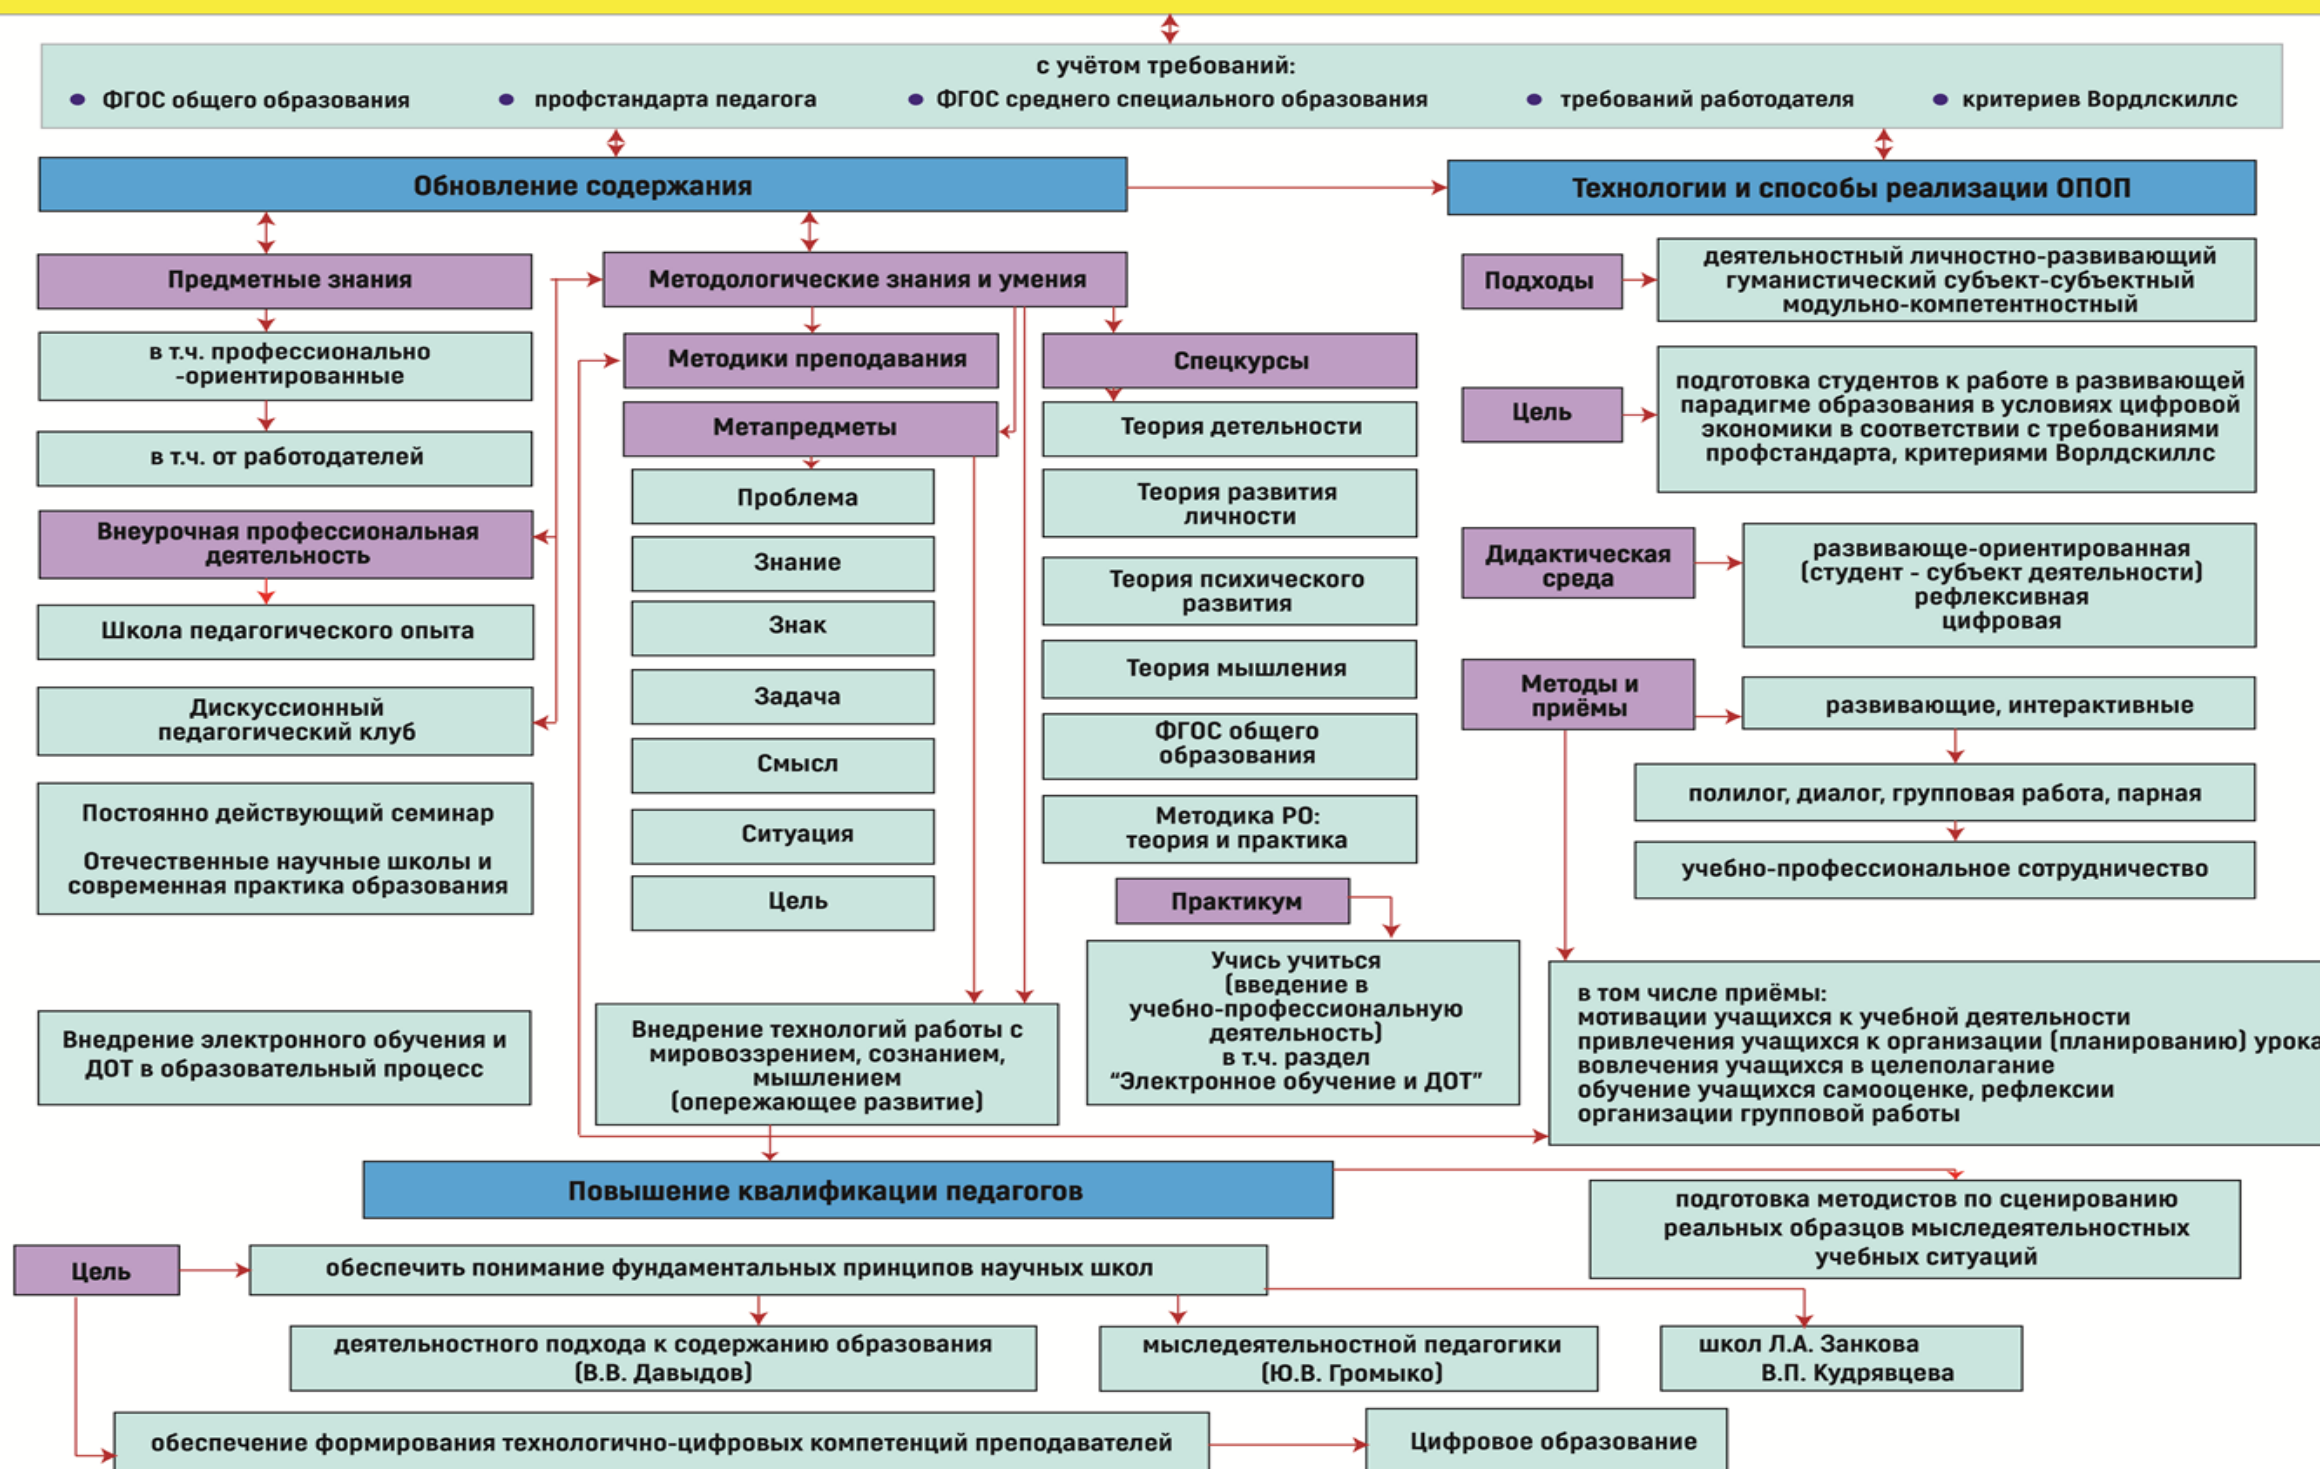 с учётом требований:
• ФГОС общего образования • профстандарта педагога • ФГОС среднего специального образования • требований работодателя • критериев Вордлскиллс
Обновление содержания
Технологии и способы реализации ОПОП
Предметные знания
в т.ч. профессионально
-ориентированные
в т.ч. от работодателей
Внеурочная профессиональная
деятельность
Школа педагогического опыта
Дискуссионный
педагогический клуб
Постоянно действующий семинар
Отечественные научные школы и
современная практика образования
Внедрение электронного обучения и
ДОТ в образовательный процесс
Методологические знания и умения
Методики преподавания
Метапредметы
Проблема
Знание
Знак
Задача
Смысл
Ситуация
Цель
Внедрение технологий работы с
мировоззрением, сознанием,
мышлением
(опережающее развитие)
Спецкурсы
Теория детельности
Теория развития
личности
Теория психического
развития
Теория мышления
ФГОС общего
образования
Методика РО:
теория и практика
Практикум
Учись учиться
(введение в
учебно-профессиональную
деятельность)
в т.ч. раздел
“Электронное обучение и ДОТ”
Подходы
деятельностный личностно-развивающий
гуманистический субъект-субъектный
модульно-компетентностный
Цель
подготовка студентов к работе в развивающей
парадигме образования в условиях цифровой
экономики в соответствии с требованиями
профстандарта, критериями Ворлдскиллс
Дидактическая
среда
развивающе-ориентированная
(студент - субъект деятельности)
рефлексивная
цифровая
Методы и
приёмы
развивающие, интерактивные
полилог, диалог, групповая работа, парная
учебно-профессиональное сотрудничество
в том числе приёмы:
мотивации учащихся к учебной деятельности
привлечения учащихся к организации (планированию) урока
вовлечения учащихся в целеполагание
обучение учащихся самооценке, рефлексии
организации групповой работы
Повышение квалификации педагогов
подготовка методистов по сценированию
реальных образцов мыследеятельностных
учебных ситуаций
Цель
обеспечить понимание фундаментальных принципов научных школ
деятельностного подхода к содержанию образования
(В.В. Давыдов)
мыследеятельностной педагогики
(Ю.В. Громыко)
школ Л.А. Занкова
В.П. Кудрявцева
обеспечение формирования технологично-цифровых компетенций преподавателей
Цифровое образование